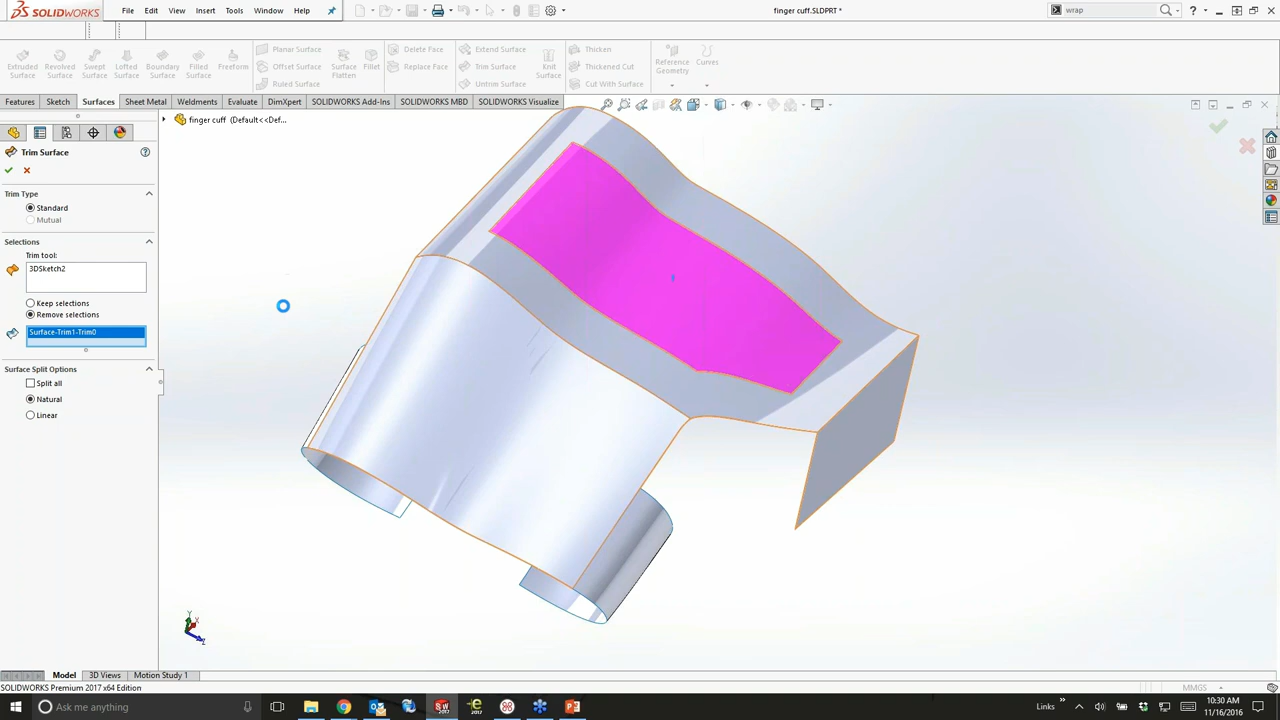 SOLIDWORKS
File Edit View Insert Tools Window Help
finger cuff.SLDPRT *
wrap
Extruded Surface
Revolved Surface
Swept Surface
Lofted Surface
Boundary Surface
Filled Surface
Freeform
Planar Surface
Offset Surface
Ruled Surface
Surface Flatten
Fillet
Delete Face
Replace Face
Extend Surface
Trim Surface
Untrim Surface
Knit Surface
Thicken
Thickened Cut
Cut With Surface
Reference Geometry
Curves
Features Sketch Surfaces Sheet Metal Weldments Evaluate DimXpert SOLIDWORKS Add-Ins SOLIDWORKS MBD SOLIDWORKS Visualize
finger cuff (Default<<Def...
Trim Surface
Trim Type
Standard
Mutual
Selections
Trim tool:
3DSketch2
Keep selections
Remove selections
Surface-Trim1-Trim0
Surface Split Options
Split all
Natural
Linear
Y
X
Z
Model 3D Views Motion Study 1
SOLIDWORKS Premium 2017 x64 Edition
MMGS
Ask me anything
Links
10:30 AM
11/16/2016